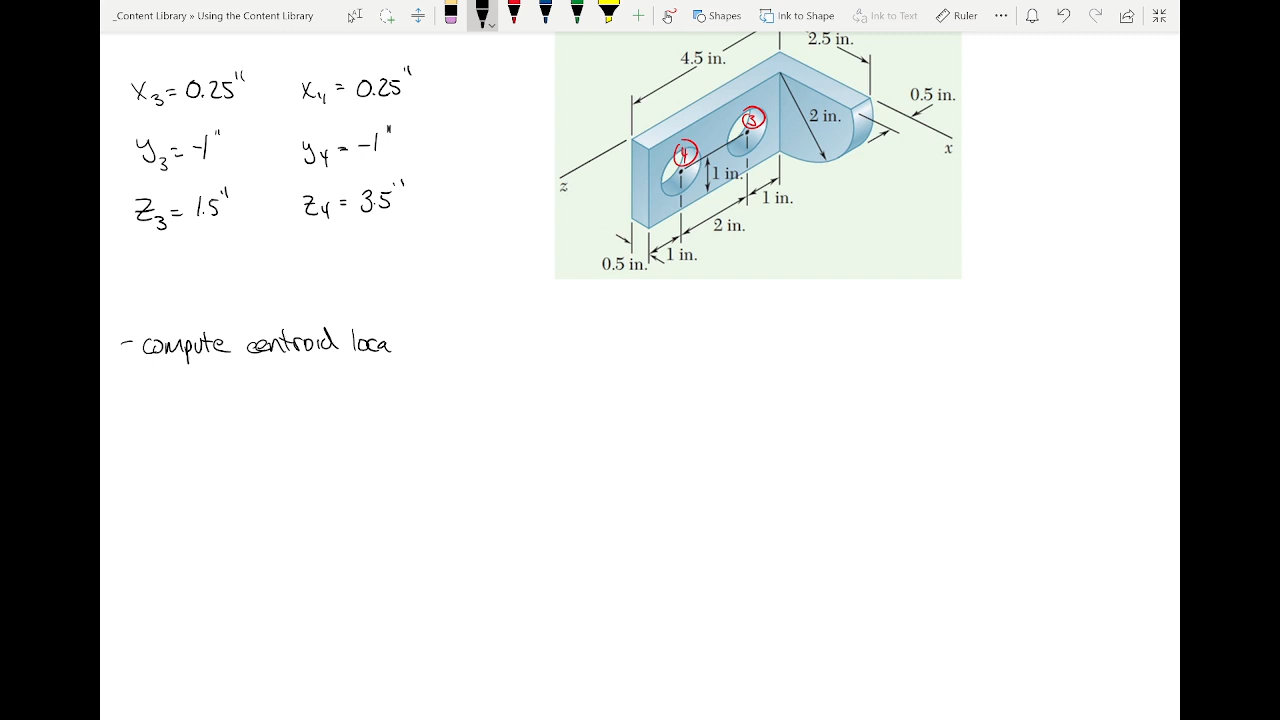 _Content Library » Using the Content Library
Shapes
Ink to Shape
Ink to Text
Ruler
x₃ = 0.25" x₄ = 0.25"
y₃ = -1" y₄ = -1"
z₃ = 1.5" z₄ = 3.5"
2.5 in.
4.5 in.
0.5 in.
2 in.
3
x
4
1 in.
z
1 in.
2 in.
1 in.
0.5 in.
- compute centroid loca